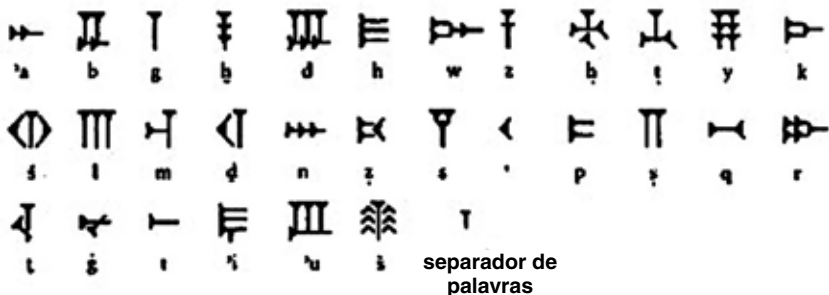 𐎀 𐎁 𐎂 𐎃 𐎄 𐎅 𐎆 𐎇 𐎈 𐎉 𐎊 𐎋
ʾa b g ḫ d h w z ḥ ṭ y k
𐎌 𐎍 𐎎 𐎏 𐎐 𐎑 𐎒 𐎓 𐎔 𐎕 𐎖 𐎗
ś l m ḏ n ẓ s ʿ p ṣ q r
𐎘 𐎙 𐎚 𐎛 𐎜 𐎝 𐎟
ṯ ġ t ʾi ʾu s̀ separador de
palavras